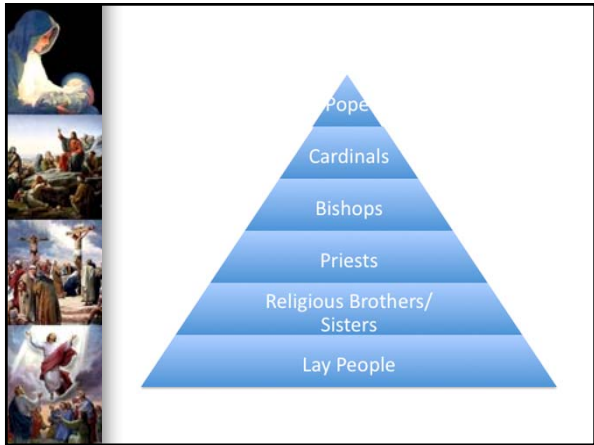 Pope
Cardinals
Bishops
Priests
Religious Brothers/
Sisters
Lay People